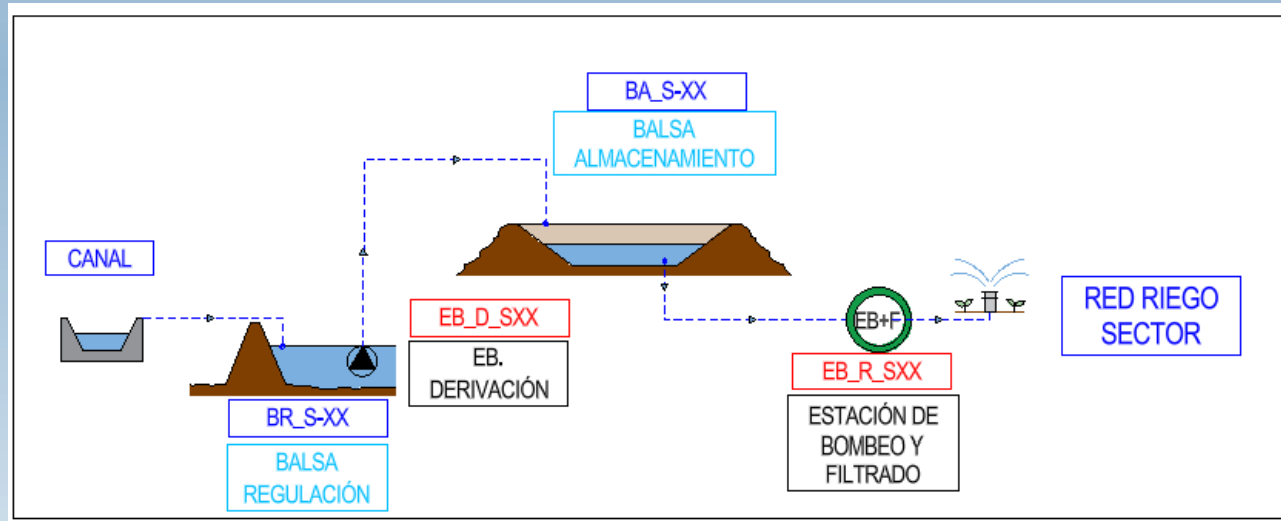 BA_S-XX
BALSA
ALMACENAMIENTO
CANAL
EB_D_SXX
EB.
DERIVACIÓN
BR_S-XX
BALSA
REGULACIÓN
EB+F
EB_R_SXX
ESTACIÓN DE
BOMBEO Y
FILTRADO
RED RIEGO
SECTOR